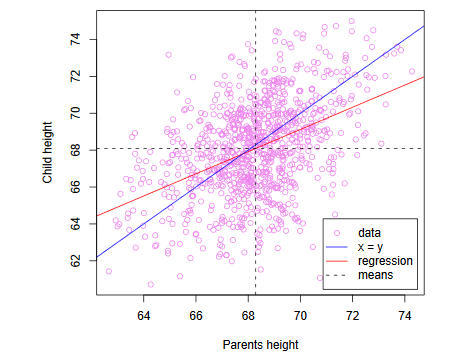 74
72
70
68
66
64
62
Child height
64
66
68
70
72
74
Parents height
data
x = y
regression
means